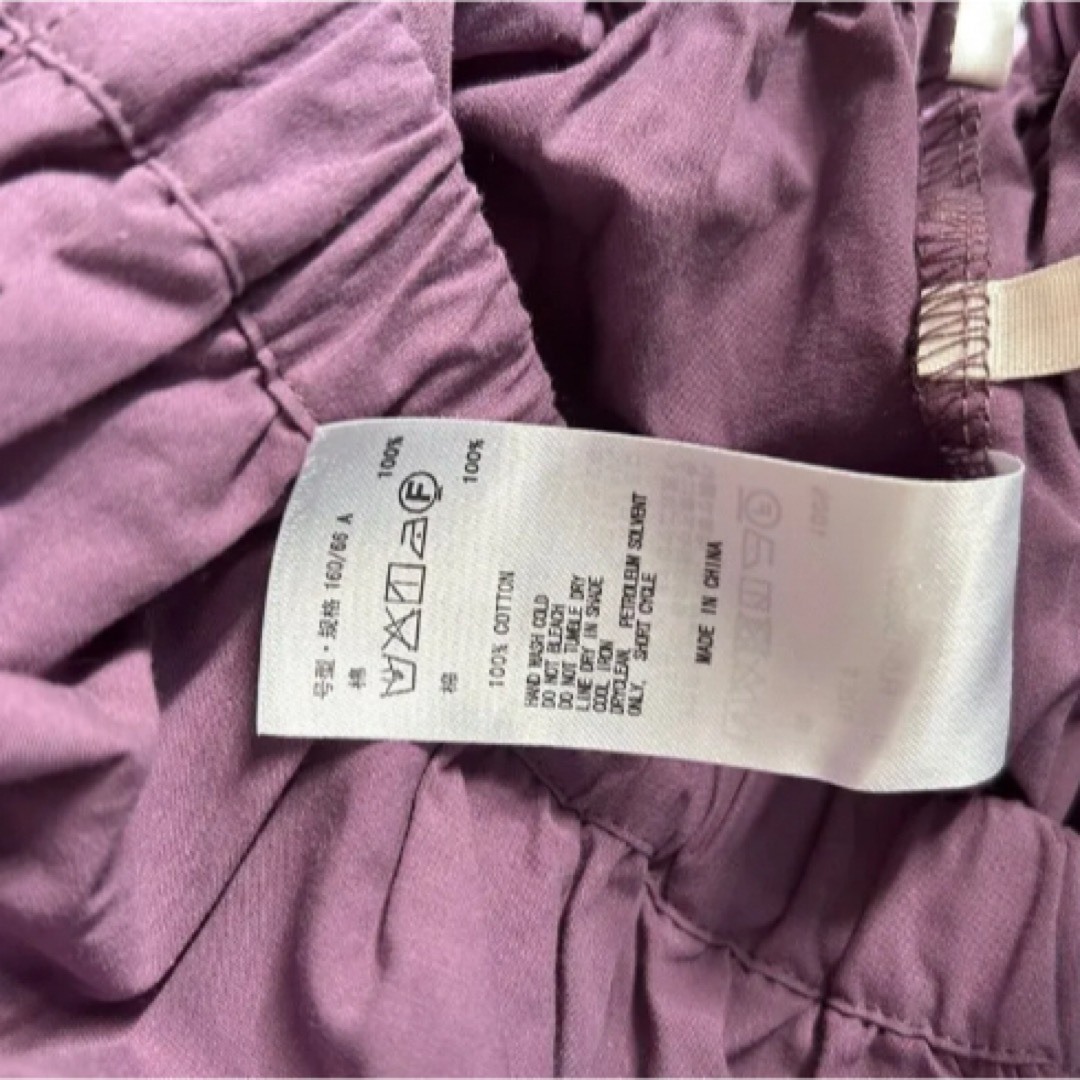 号型・规格 160/66 A
棉 100%
F
棉 100%
100% COTTON
HAND WASH COLD
DO NOT BLEACH
DO NOT TUMBLE DRY
LINE DRY IN SHADE
COOL IRON
DRYCLEAN, PETROLEUM SOLVENT
ONLY, SHORT CYCLE
MADE IN CHINA